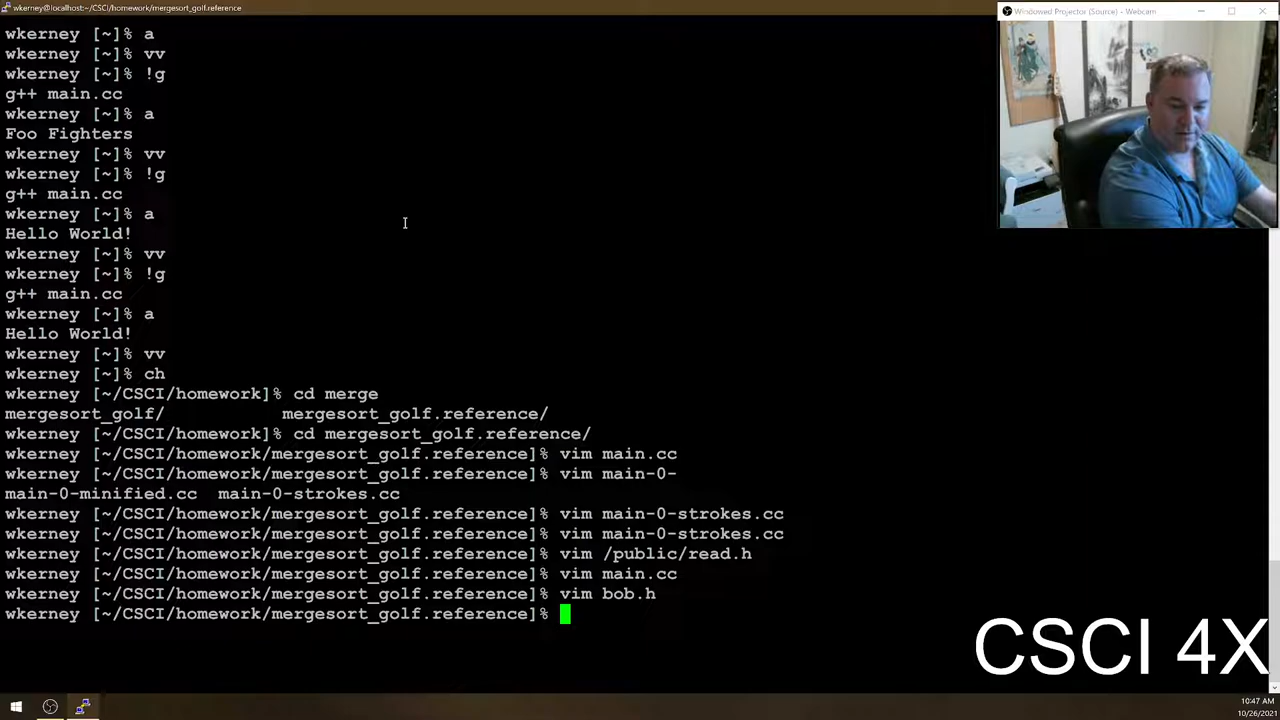 wkerney@localhost:~/CSCI/homework/mergesort_golf.reference
Windowed Projector (Source) - Webcam
wkerney [~]% a
wkerney [~]% vv
wkerney [~]% !g
g++ main.cc
wkerney [~]% a
Foo Fighters
wkerney [~]% vv
wkerney [~]% !g
g++ main.cc
wkerney [~]% a
Hello World!
wkerney [~]% vv
wkerney [~]% !g
g++ main.cc
wkerney [~]% a
Hello World!
wkerney [~]% vv
wkerney [~]% ch
wkerney [~/CSCI/homework]% cd merge
mergesort_golf/           mergesort_golf.reference/
wkerney [~/CSCI/homework]% cd mergesort_golf.reference/
wkerney [~/CSCI/homework/mergesort_golf.reference]% vim main.cc
wkerney [~/CSCI/homework/mergesort_golf.reference]% vim main-0-
main-0-minified.cc  main-0-strokes.cc
wkerney [~/CSCI/homework/mergesort_golf.reference]% vim main-0-strokes.cc
wkerney [~/CSCI/homework/mergesort_golf.reference]% vim main-0-strokes.cc
wkerney [~/CSCI/homework/mergesort_golf.reference]% vim /public/read.h
wkerney [~/CSCI/homework/mergesort_golf.reference]% vim main.cc
wkerney [~/CSCI/homework/mergesort_golf.reference]% vim bob.h
wkerney [~/CSCI/homework/mergesort_golf.reference]%
CSCI 4X
10:47 AM
10/26/2021